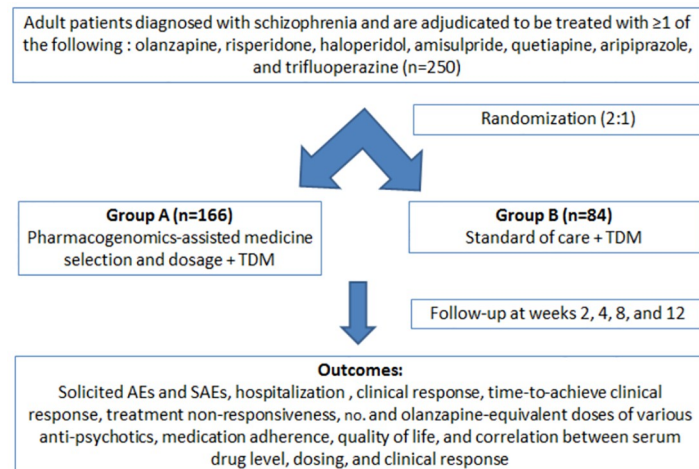 Adult patients diagnosed with schizophrenia and are adjudicated to be treated with ≥1 of
the following : olanzapine, risperidone, haloperidol, amisulpride, quetiapine, aripiprazole,
and trifluoperazine (n=250)
Randomization (2:1)
Group A (n=166)
Pharmacogenomics-assisted medicine
selection and dosage + TDM
Group B (n=84)
Standard of care + TDM
Follow-up at weeks 2, 4, 8, and 12
Outcomes:
Solicited AEs and SAEs, hospitalization , clinical response, time-to-achieve clinical
response, treatment non-responsiveness, no. and olanzapine-equivalent doses of various
anti-psychotics, medication adherence, quality of life, and correlation between serum
drug level, dosing, and clinical response